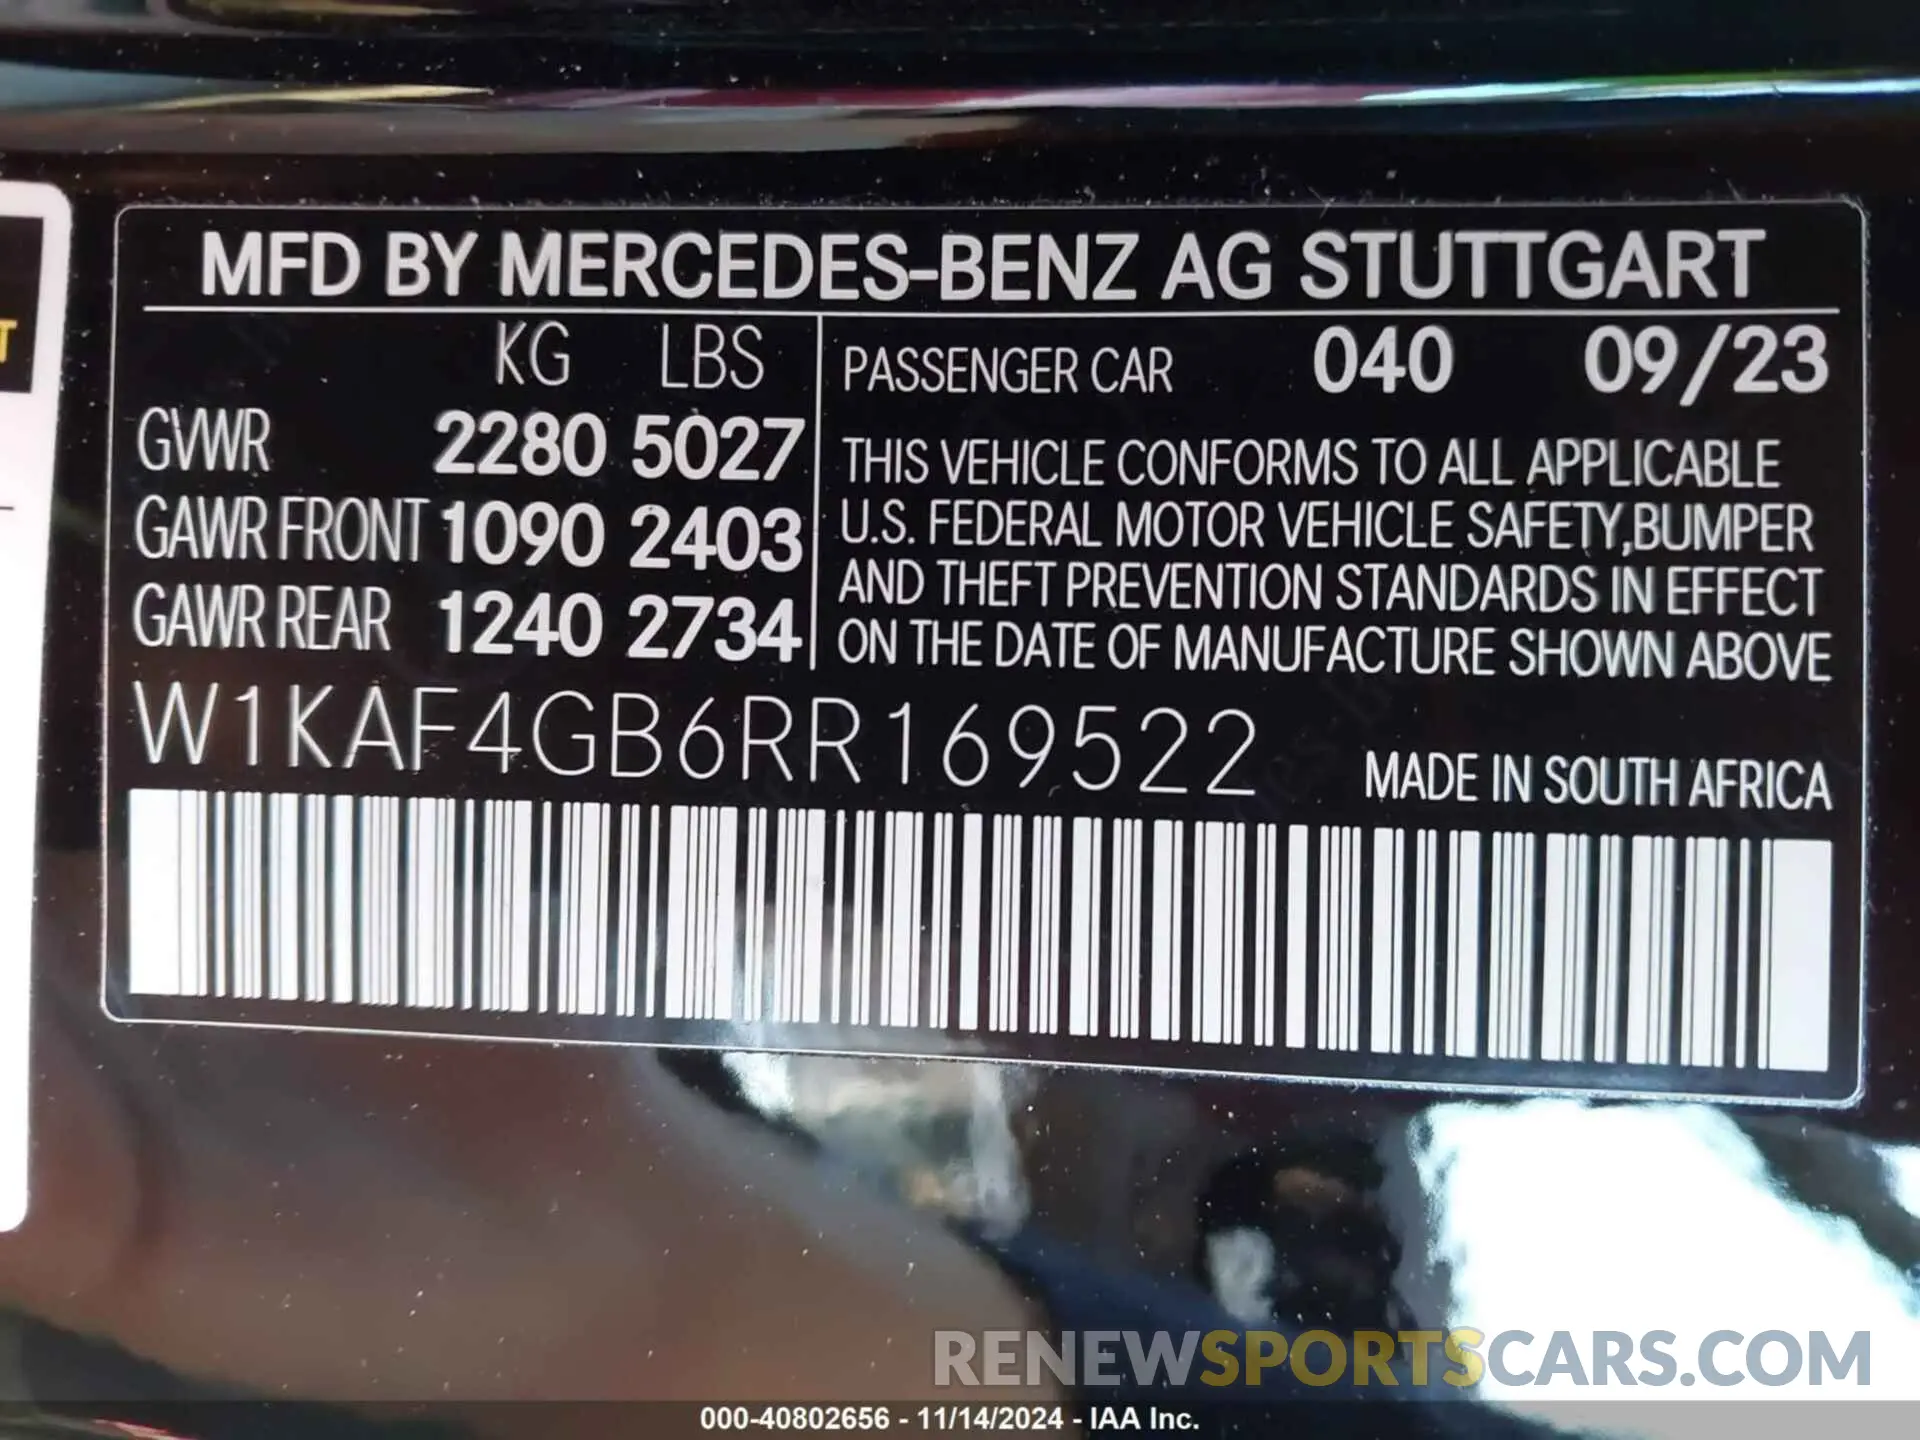 T
MFD BY MERCEDES-BENZ AG STUTTGART
KG LBS
GVWR 2280 5027
GAWR FRONT 1090 2403
GAWR REAR 1240 2734
PASSENGER CAR 040 09/23
THIS VEHICLE CONFORMS TO ALL APPLICABLE
U.S. FEDERAL MOTOR VEHICLE SAFETY,BUMPER
AND THEFT PREVENTION STANDARDS IN EFFECT
ON THE DATE OF MANUFACTURE SHOWN ABOVE
W1KAF4GB6RR169522
MADE IN SOUTH AFRICA
RENEWSPORTSCARS.COM
000-40802656 - 11/14/2024 - IAA Inc.